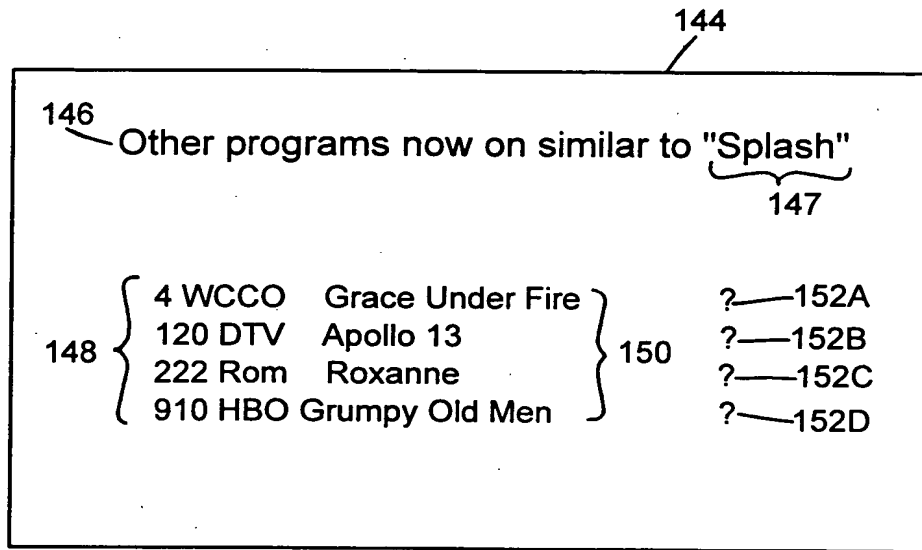 144
146
Other programs now on similar to "Splash"
147
4 WCCO Grace Under Fire ? 152A
148 120 DTV Apollo 13 150 ? 152B
222 Rom Roxanne ? 152C
910 HBO Grumpy Old Men ? 152D